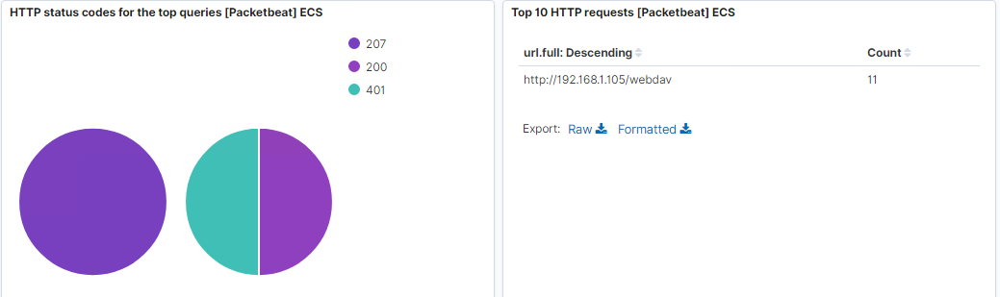 HTTP status codes for the top queries [Packetbeat] ECS
207
200
401
Top 10 HTTP requests [Packetbeat] ECS
url.full: Descending Count
http://192.168.1.105/webdav 11
Export: Raw Formatted